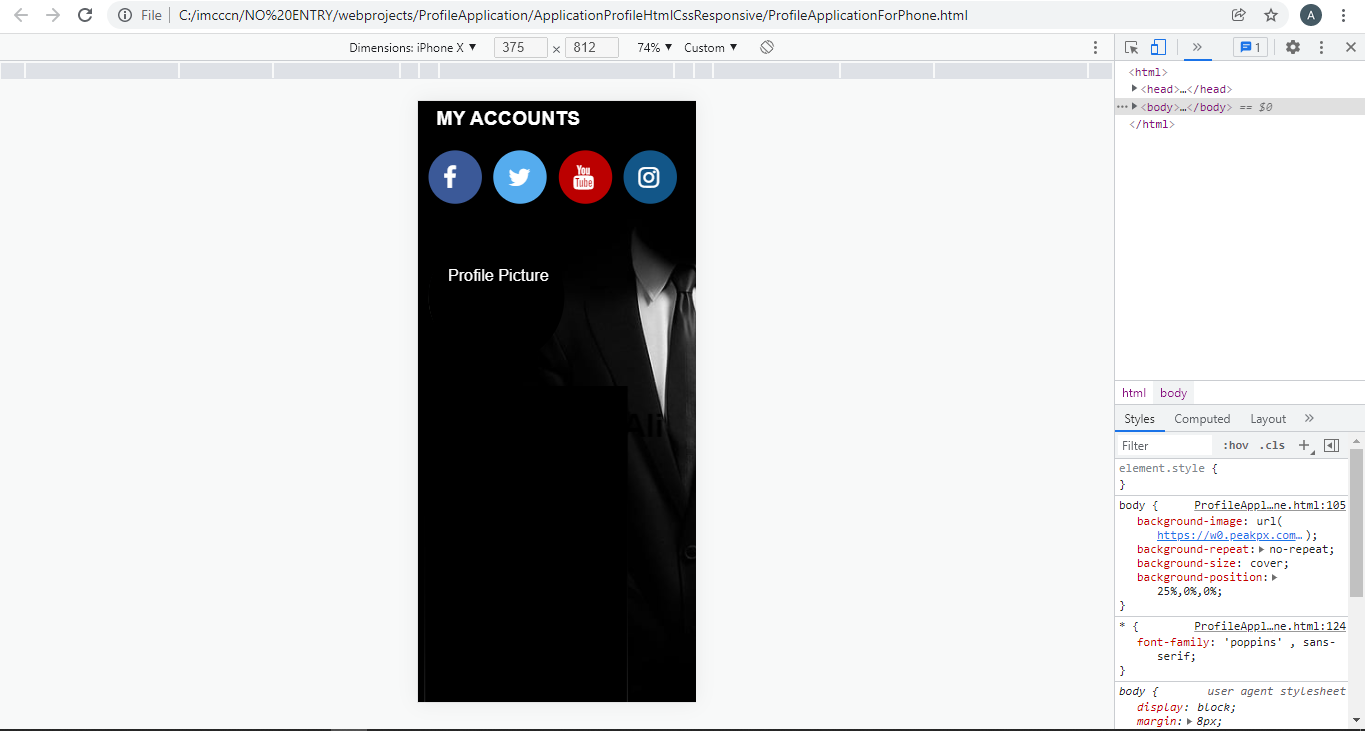 File
C:/imcccn/NO%20ENTRY/webprojects/ProfileApplication/ApplicationProfileHtmlCssResponsive/ProfileApplicationForPhone.html
A
Dimensions: iPhone X ▼ 375 × 812 74% ▼ Custom ▼
1
MY ACCOUNTS
f
You
Tube
Profile Picture
Ali
<html>
<head>…</head>
<body>…</body> == $0
</html>
html body
Styles Computed Layout
Filter :hov .cls
element.style {
}
body { ProfileAppl…ne.html:105
background-image: url(
https://w0.peakpx.com…);
background-repeat: no-repeat;
background-size: cover;
background-position:
25%,0%,0%;
}
* { ProfileAppl…ne.html:124
font-family: 'poppins' , sans-
serif;
}
body { user agent stylesheet
display: block;
margin: 8px;